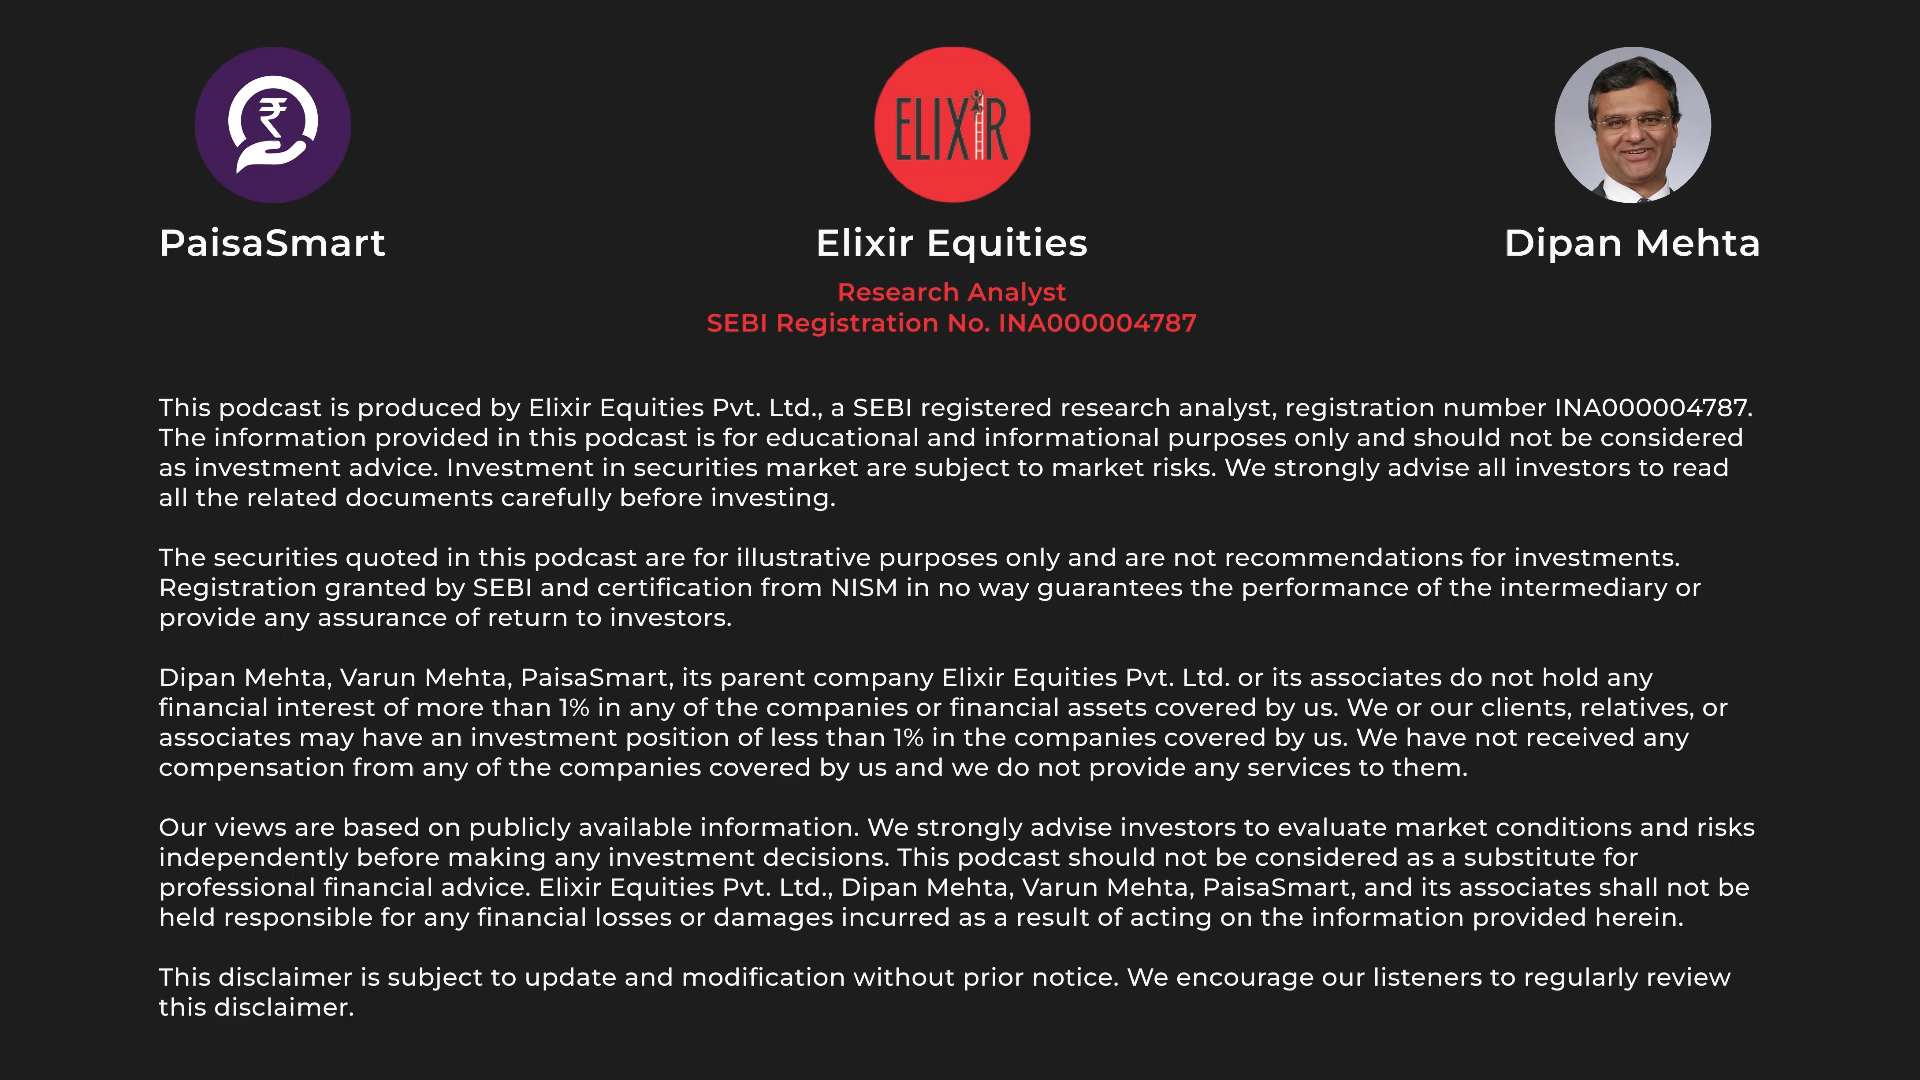 ₹
ELIXIR
PaisaSmart
Elixir Equities
Dipan Mehta
Research Analyst
SEBI Registration No. INA000004787
This podcast is produced by Elixir Equities Pvt. Ltd., a SEBI registered research analyst, registration number INA000004787.
The information provided in this podcast is for educational and informational purposes only and should not be considered
as investment advice. Investment in securities market are subject to market risks. We strongly advise all investors to read
all the related documents carefully before investing.
The securities quoted in this podcast are for illustrative purposes only and are not recommendations for investments.
Registration granted by SEBI and certification from NISM in no way guarantees the performance of the intermediary or
provide any assurance of return to investors.
Dipan Mehta, Varun Mehta, PaisaSmart, its parent company Elixir Equities Pvt. Ltd. or its associates do not hold any
financial interest of more than 1% in any of the companies or financial assets covered by us. We or our clients, relatives, or
associates may have an investment position of less than 1% in the companies covered by us. We have not received any
compensation from any of the companies covered by us and we do not provide any services to them.
Our views are based on publicly available information. We strongly advise investors to evaluate market conditions and risks
independently before making any investment decisions. This podcast should not be considered as a substitute for
professional financial advice. Elixir Equities Pvt. Ltd., Dipan Mehta, Varun Mehta, PaisaSmart, and its associates shall not be
held responsible for any financial losses or damages incurred as a result of acting on the information provided herein.
This disclaimer is subject to update and modification without prior notice. We encourage our listeners to regularly review
this disclaimer.